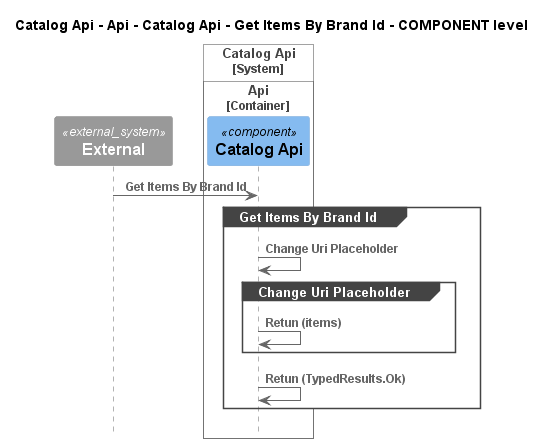 Catalog Api - Api - Catalog Api - Get Items By Brand Id - COMPONENT level
Catalog Api
[System]
Api
[Container]
«external_system»
External
«component»
Catalog Api
Get Items By Brand Id
Get Items By Brand Id
Change Uri Placeholder
Change Uri Placeholder
Retun (items)
Retun (TypedResults.Ok)